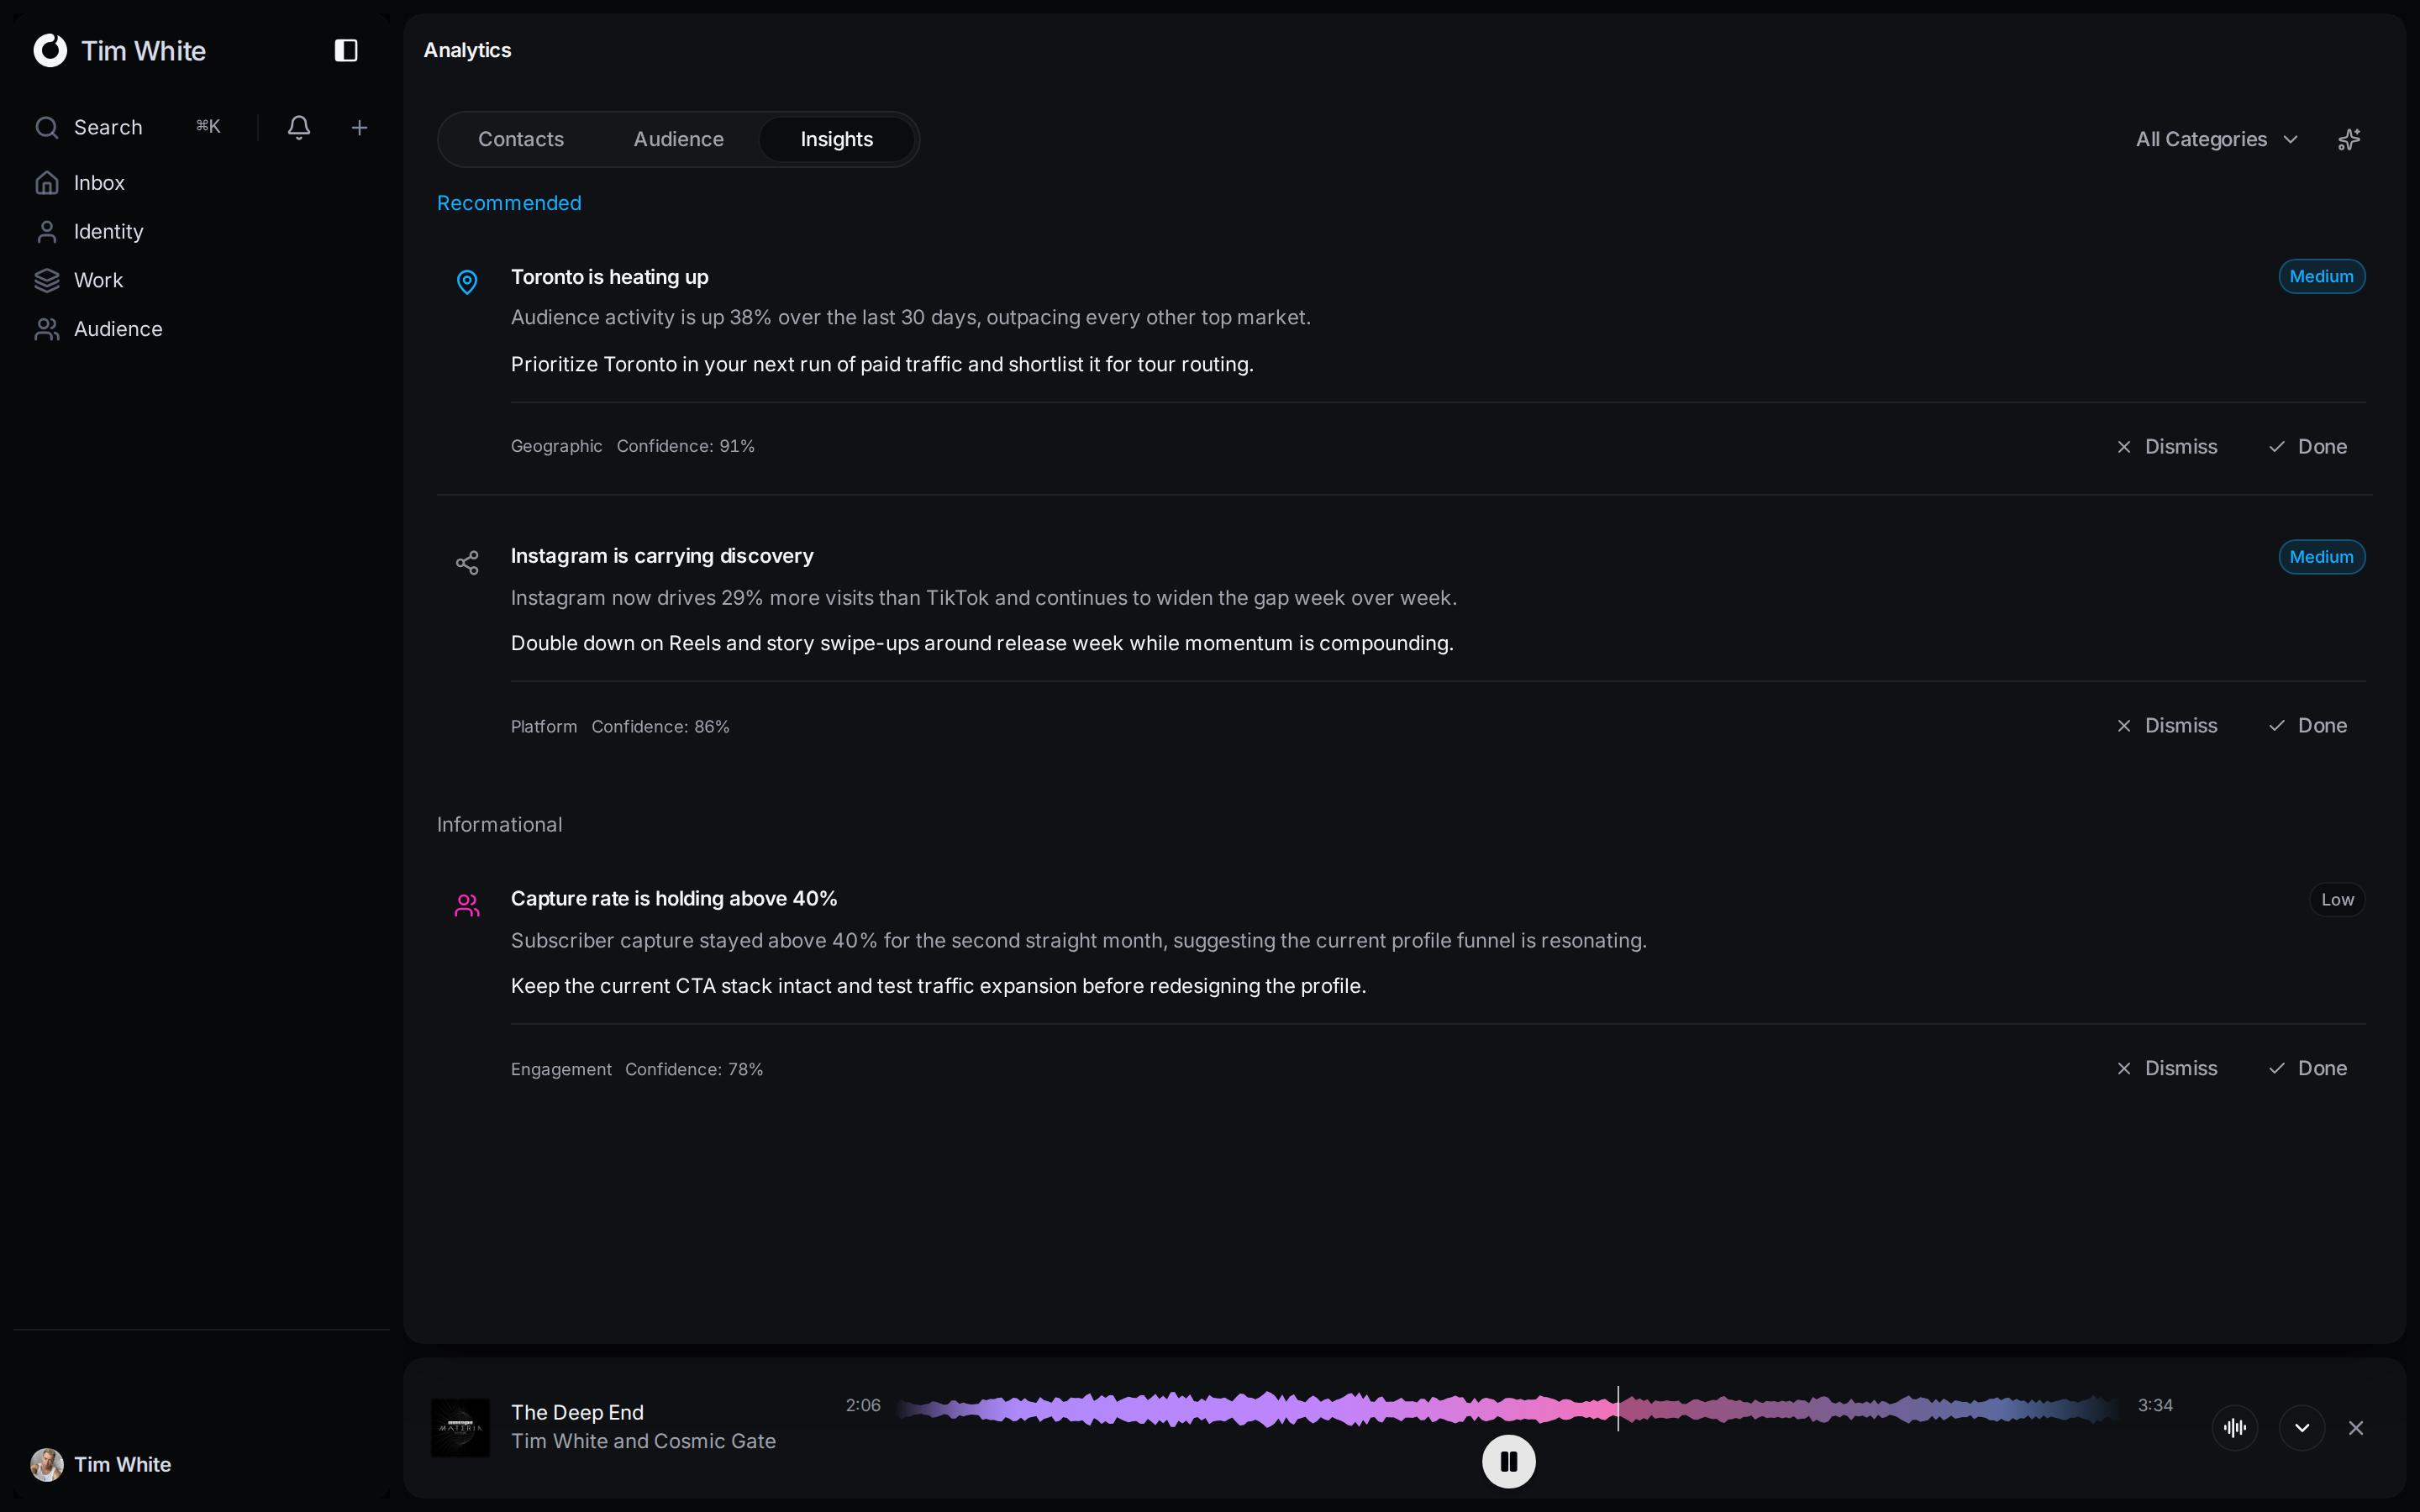 Tim White
Search ⌘K
Inbox
Identity
Work
Audience
Tim White
Analytics
Contacts Audience Insights
All Categories
Recommended
Toronto is heating up
Medium
Audience activity is up 38% over the last 30 days, outpacing every other top market.
Prioritize Toronto in your next run of paid traffic and shortlist it for tour routing.
Geographic Confidence: 91%
Dismiss Done
Instagram is carrying discovery
Medium
Instagram now drives 29% more visits than TikTok and continues to widen the gap week over week.
Double down on Reels and story swipe-ups around release week while momentum is compounding.
Platform Confidence: 86%
Dismiss Done
Informational
Capture rate is holding above 40%
Low
Subscriber capture stayed above 40% for the second straight month, suggesting the current profile funnel is resonating.
Keep the current CTA stack intact and test traffic expansion before redesigning the profile.
Engagement Confidence: 78%
Dismiss Done
The Deep End
Tim White and Cosmic Gate
2:06
3:34